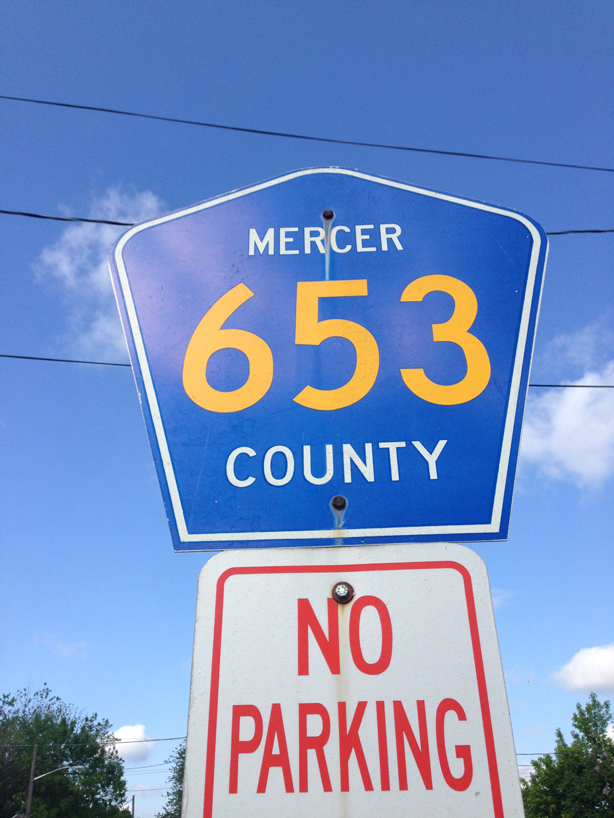 MERCER
653
COUNTY
NO
PARKING